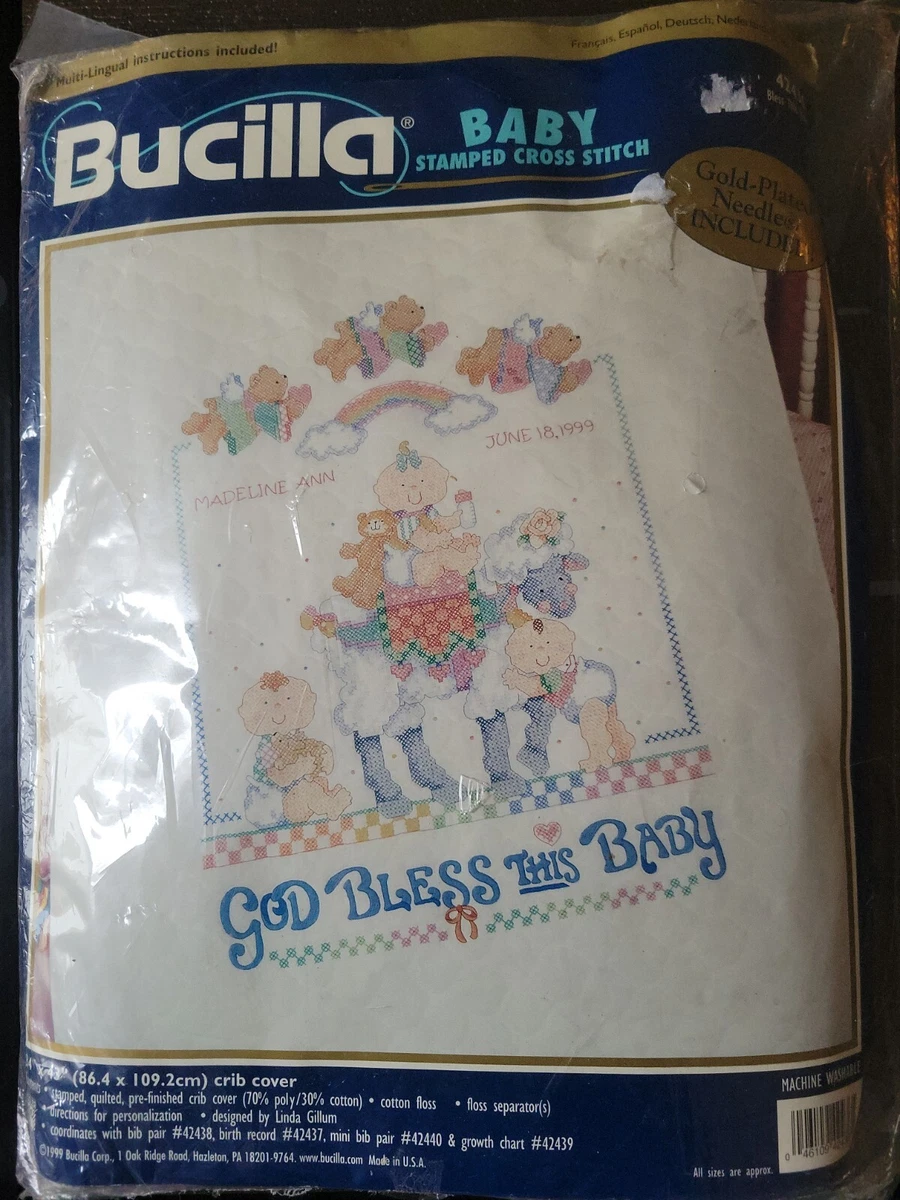 Multi-Lingual instructions included!
Français, Español, Deutsch,
Bucilla®
BABY
STAMPED CROSS STITCH
Gold-Plate
Needle
INCLUDE
MADELINE ANN
JUNE 18,1999
GOD BLESS THIS BABY
(86.4 x 109.2cm) crib cover
MACHINE WASHABLE
stamped, quilted, pre-finished crib cover (70% poly/30% cotton) • cotton floss • floss separator(s)
• directions for personalization • designed by Linda Gillum
• coordinates with bib pair #42438, birth record #42437, mini bib pair #42440 & growth chart #42439
©1999 Bucilla Corp., 1 Oak Ridge Road, Hazleton, PA 18201-9764. www.bucilla.com Made in U.S.A.
All sizes are approx.
0 46109